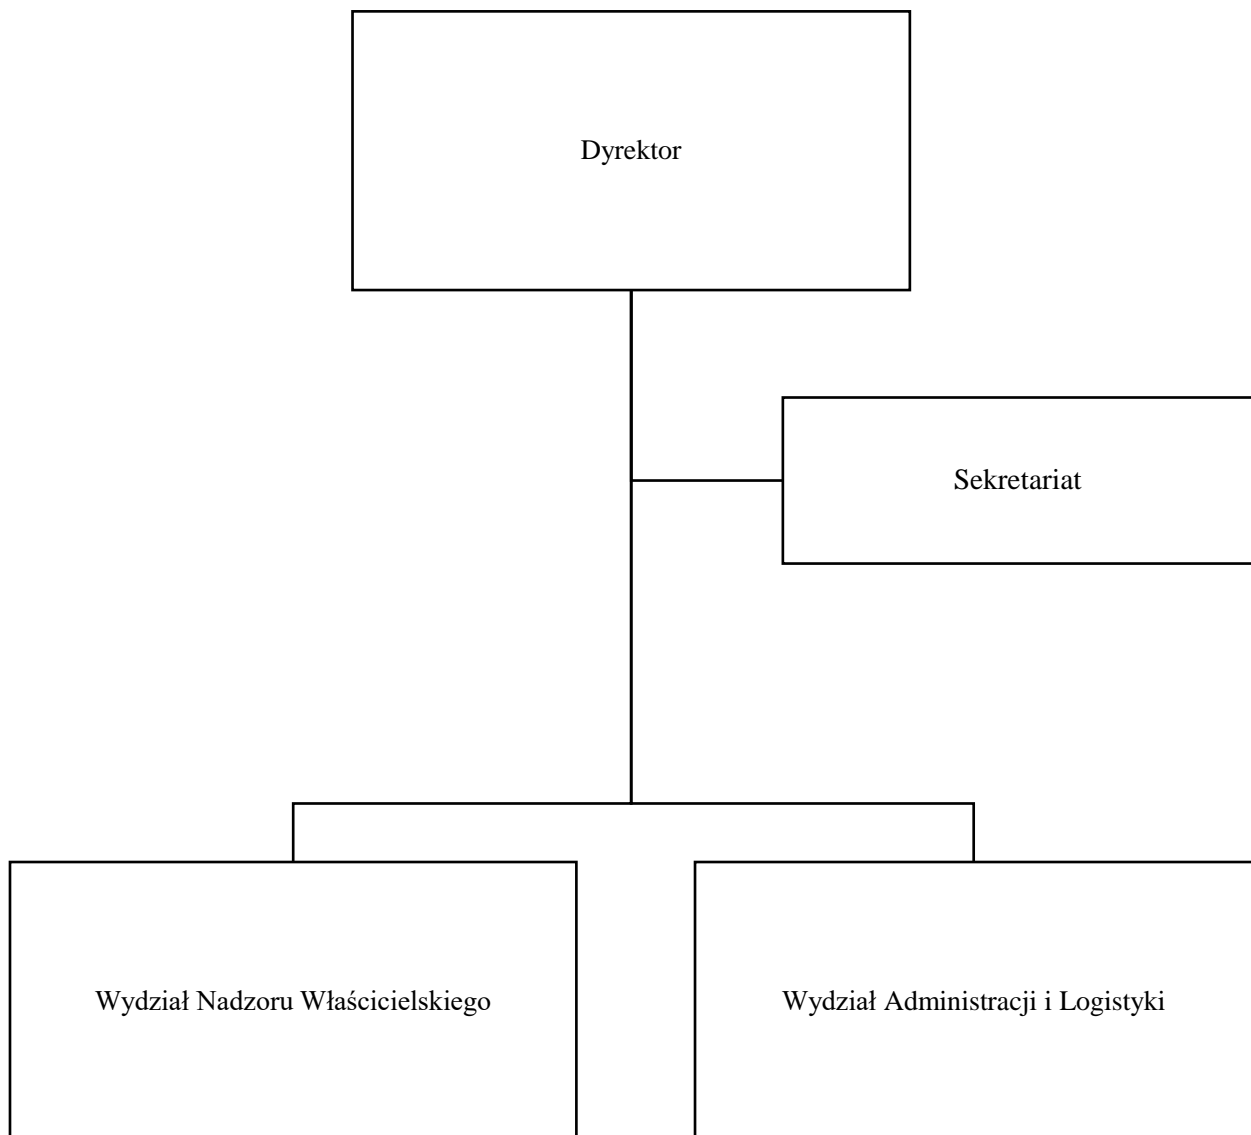 Dyrektor
Sekretariat
Wydział Nadzoru Właścicielskiego
Wydział Administracji i Logistyki